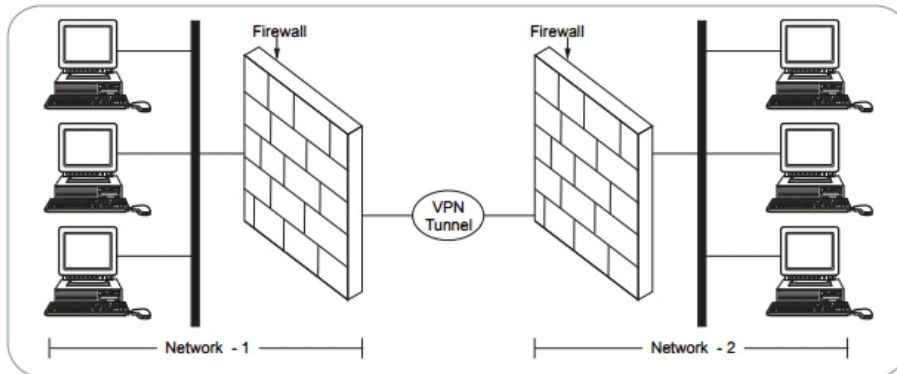 Firewall
Firewall
VPN
Tunnel
Network - 1
Network - 2